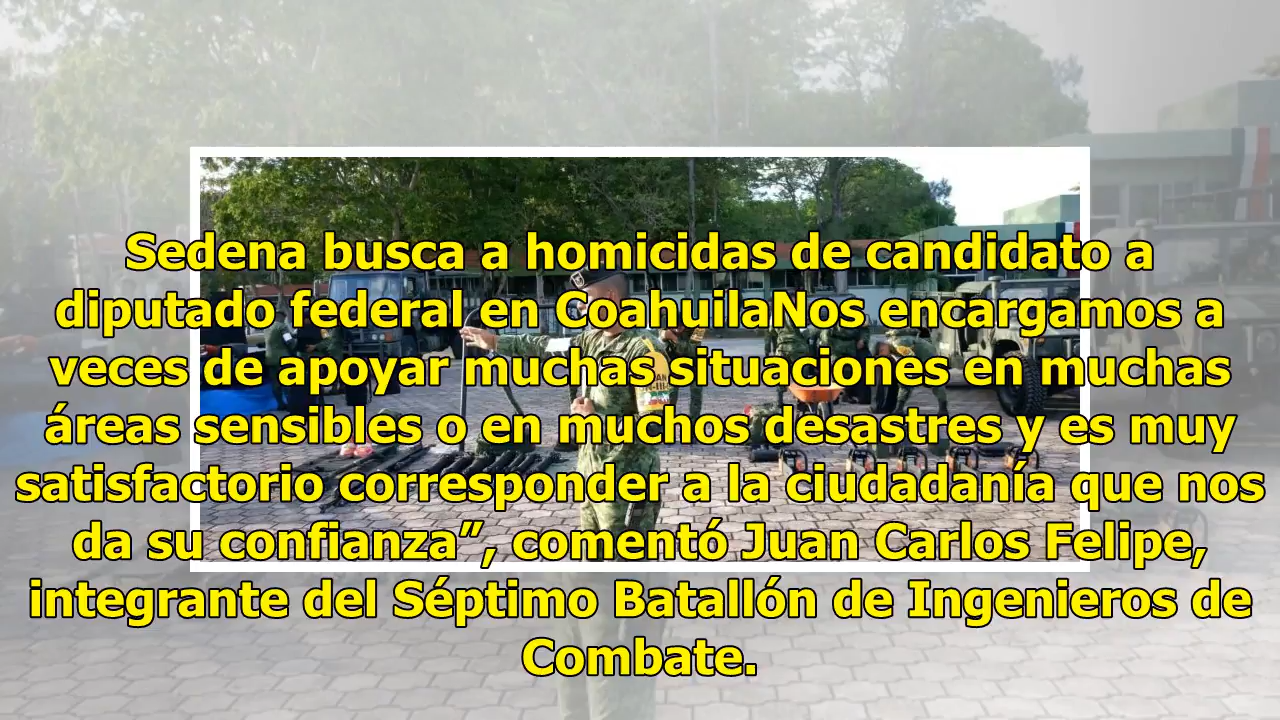 Sedena busca a homicidas de candidato a
diputado federal en CoahuilaNos encargamos a
veces de apoyar muchas situaciones en muchas
áreas sensibles o en muchos desastres y es muy
satisfactorio corresponder a la ciudadanía que nos
da su confianza”, comentó Juan Carlos Felipe,
integrante del Séptimo Batallón de Ingenieros de
Combate.